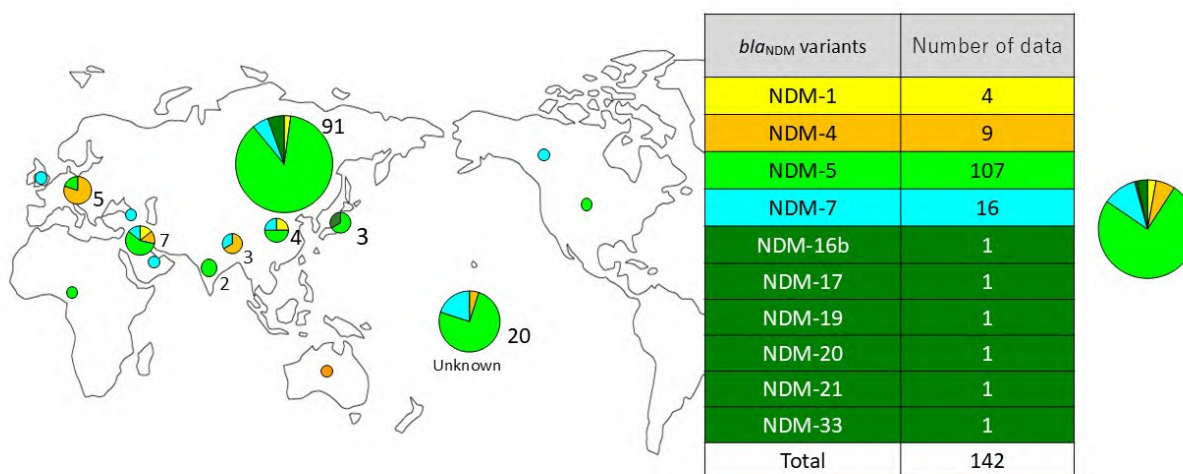 91
5
7
3
2
4
3
20
Unknown
blaNDM variants Number of data
NDM-1 4
NDM-4 9
NDM-5 107
NDM-7 16
NDM-16b 1
NDM-17 1
NDM-19 1
NDM-20 1
NDM-21 1
NDM-33 1
Total 142